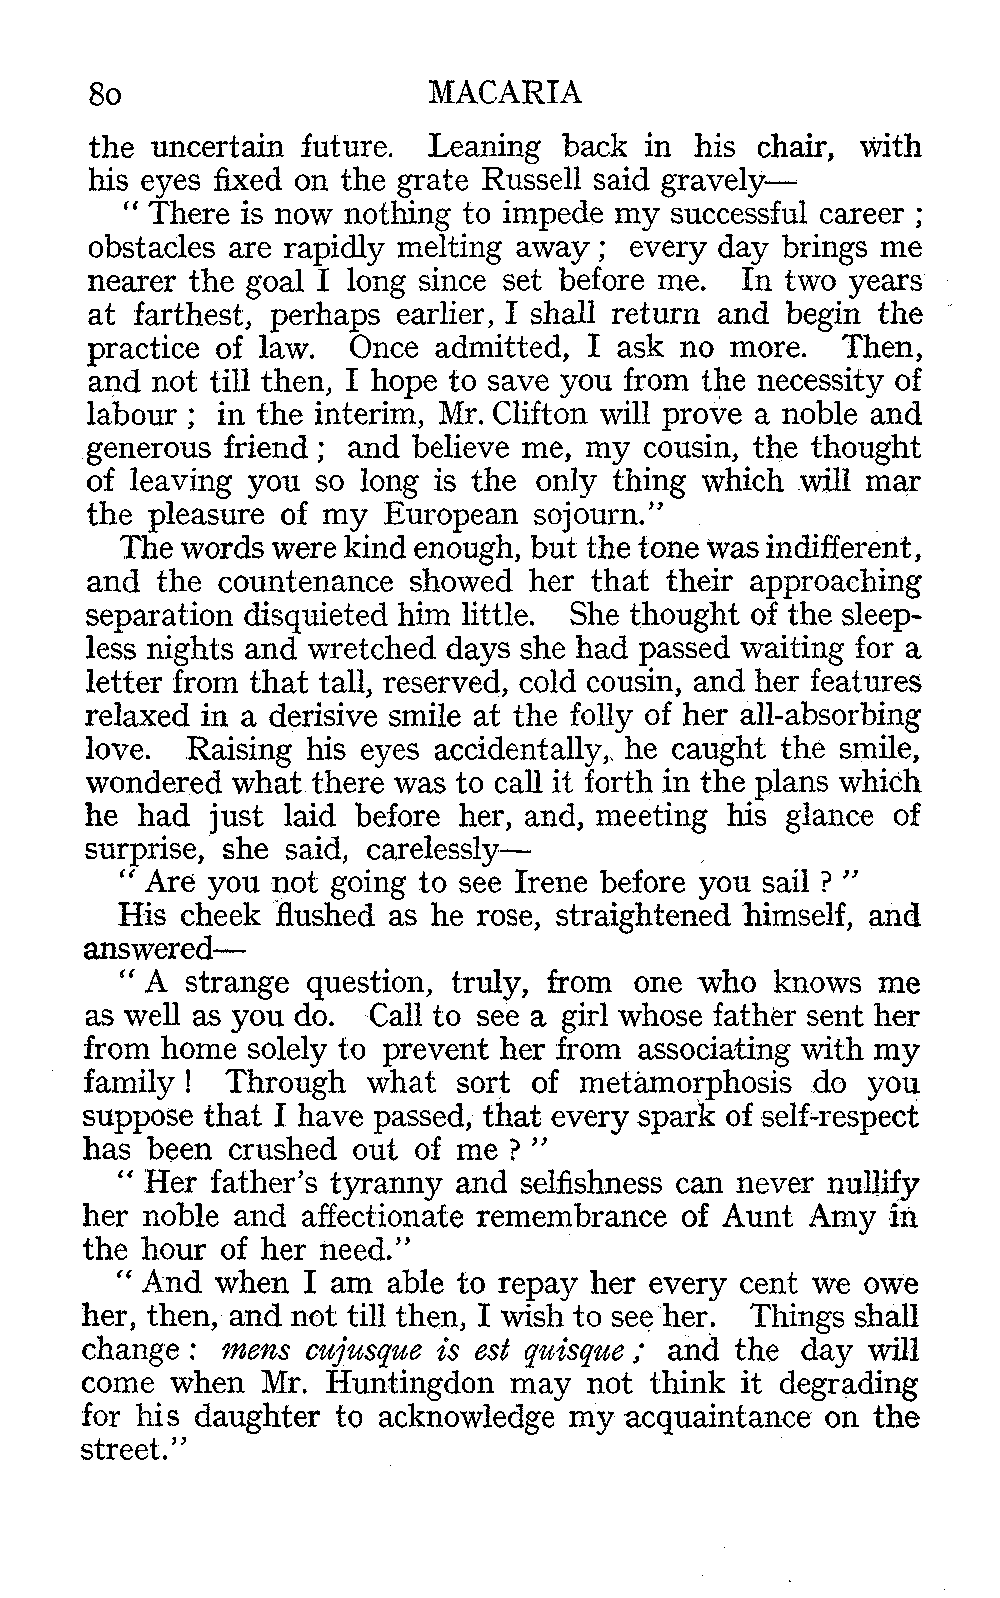 80 MACARIA
the uncertain future. Leaning back in his chair, with
his eyes fixed on the grate Russell said gravely—
“ There is now nothing to impede my successful career ;
obstacles are rapidly melting away ; every day brings me
nearer the goal I long since set before me. In two years
at farthest, perhaps earlier, I shall return and begin the
practice of law. Once admitted, I ask no more. Then,
and not till then, I hope to save you from the necessity of
labour ; in the interim, Mr. Clifton will prove a noble and
generous friend ; and believe me, my cousin, the thought
of leaving you so long is the only thing which will mar
the pleasure of my European sojourn.”
The words were kind enough, but the tone was indifferent,
and the countenance showed her that their approaching
separation disquieted him little. She thought of the sleep-
less nights and wretched days she had passed waiting for a
letter from that tall, reserved, cold cousin, and her features
relaxed in a derisive smile at the folly of her all-absorbing
love. Raising his eyes accidentally, he caught the smile,
wondered what there was to call it forth in the plans which
he had just laid before her, and, meeting his glance of
surprise, she said, carelessly—
“ Are you not going to see Irene before you sail ? ”
His cheek flushed as he rose, straightened himself, and
answered—
“ A strange question, truly, from one who knows me
as well as you do. Call to see a girl whose father sent her
from home solely to prevent her from associating with my
family ! Through what sort of metamorphosis do you
suppose that I have passed, that every spark of self-respect
has been crushed out of me ? ”
“ Her father’s tyranny and selfishness can never nullify
her noble and affectionate remembrance of Aunt Amy in
the hour of her need.”
“ And when I am able to repay her every cent we owe
her, then, and not till then, I wish to see her. Things shall
change : mens cujusque is est quisque ; and the day will
come when Mr. Huntingdon may not think it degrading
for his daughter to acknowledge my acquaintance on the
street.”